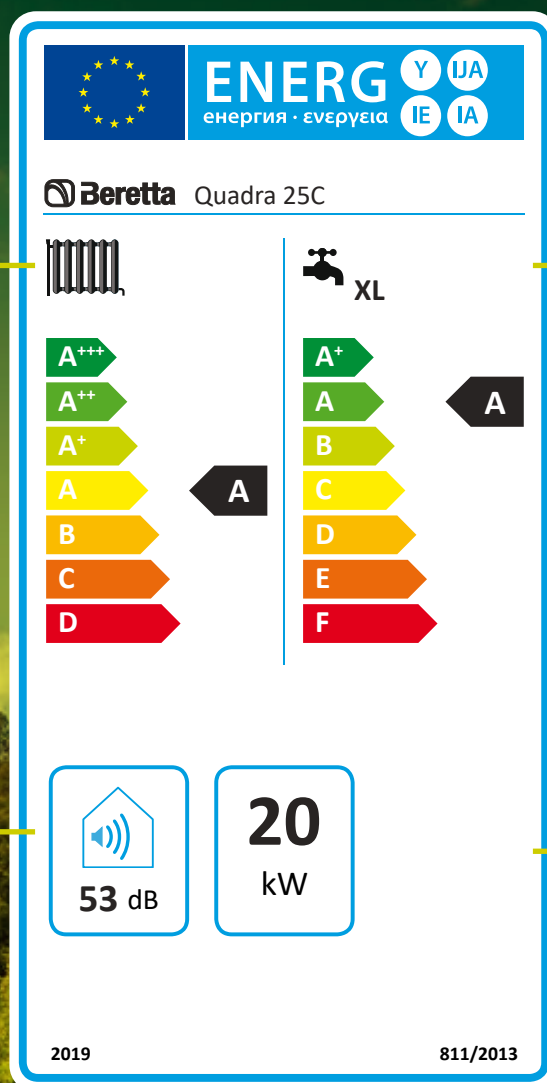 ENERG Y IJA
енергия · ενεργεια IE IA
Beretta Quadra 25C
XL
A+++
A++
A+
A
B
C
D
A
A+
A
B
C
D
E
F
A
53 dB
20
kW
2019 811/2013